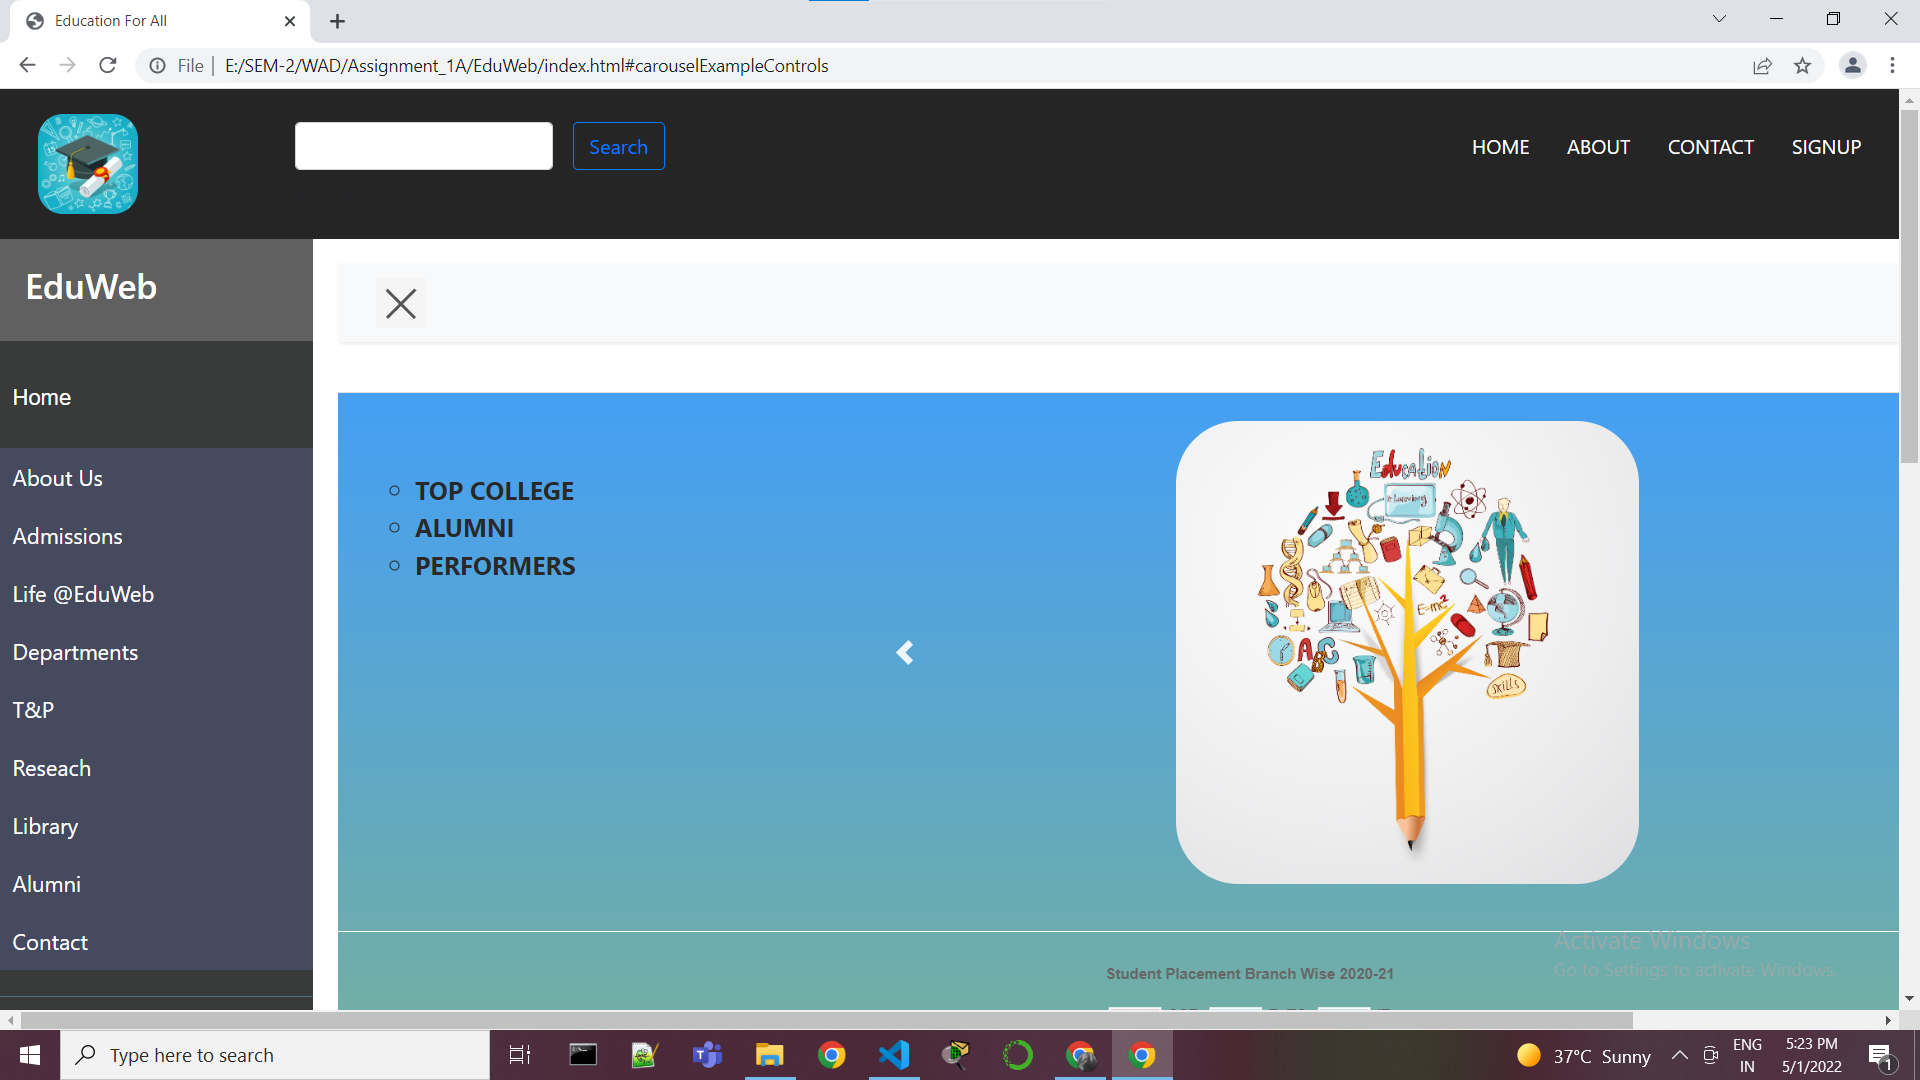 Education For All
File | E:/SEM-2/WAD/Assignment_1A/EduWeb/index.html#carouselExampleControls
Search
HOME ABOUT CONTACT SIGNUP
EduWeb
Home
About Us
Admissions
Life @EduWeb
Departments
T&P
Reseach
Library
Alumni
Contact
TOP COLLEGE
ALUMNI
PERFORMERS
Education
e-Learning
E=mc²
ABC
SKILLS
Student Placement Branch Wise 2020-21
Activate Windows
Go to Settings to activate Windows.
Type here to search
37°C Sunny
ENG
IN
5:23 PM
5/1/2022
1